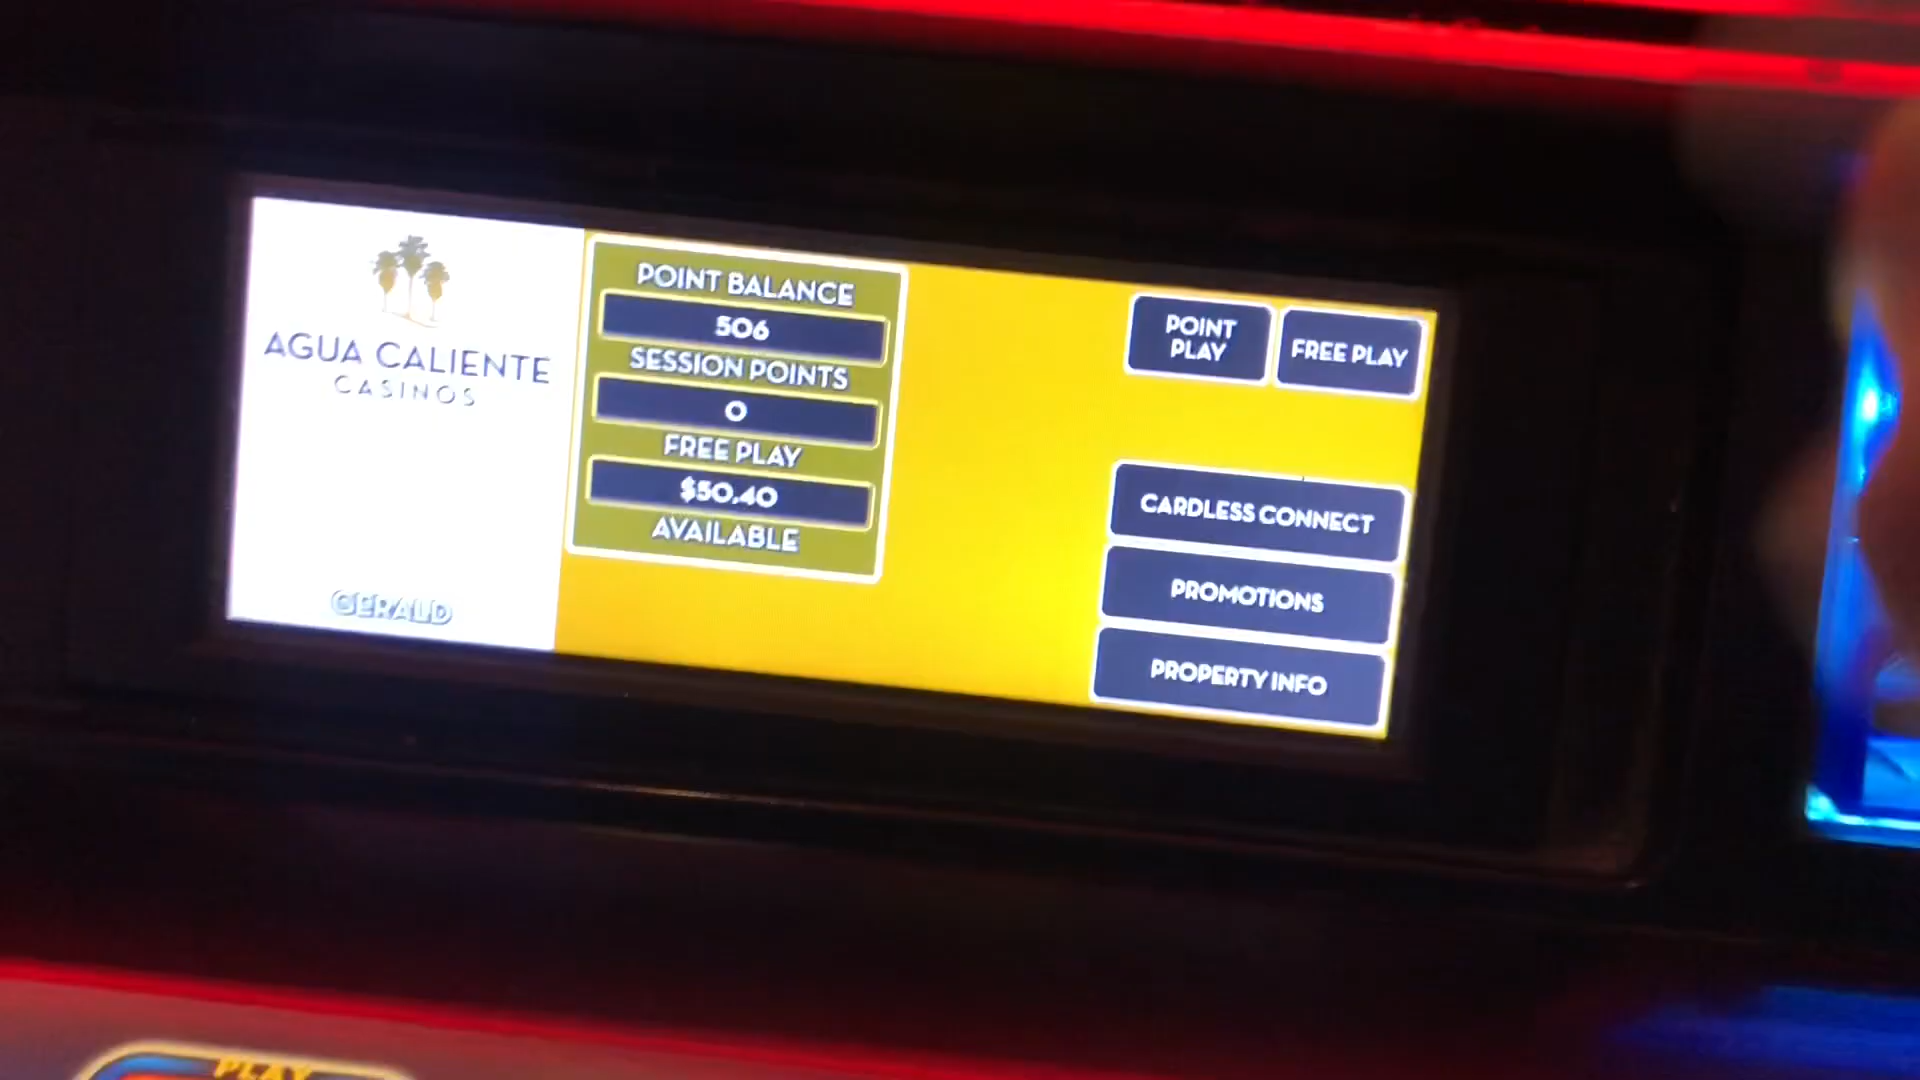 AGUA CALIENTE
CASINOS
GERALD
POINT BALANCE
506
SESSION POINTS
0
FREE PLAY
$50.40
AVAILABLE
POINT
PLAY
FREE PLAY
CARDLESS CONNECT
PROMOTIONS
PROPERTY INFO
PLAY